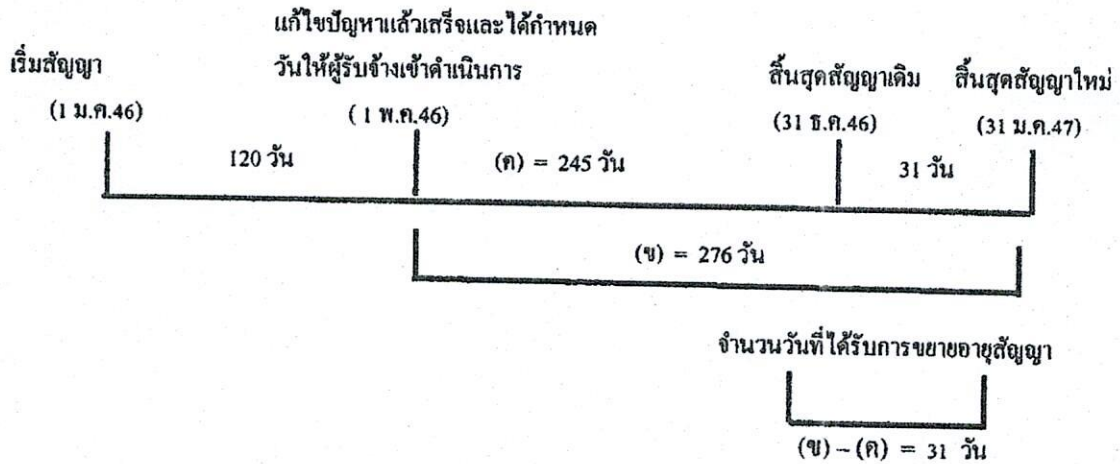 แก้ไขปัญหาแล้วเสร็จและได้กำหนด
เริ่มสัญญา วันให้ผู้รับจ้างเข้าดำเนินการ สิ้นสุดสัญญาเดิม สิ้นสุดสัญญาใหม่
(1 ม.ค.46) ( 1 พ.ค.46) (31 ธ.ค.46) (31 ม.ค.47)
120 วัน (ค) = 245 วัน 31 วัน
(ข) = 276 วัน
จำนวนวันที่ได้รับการขยายอายุสัญญา
(ข) – (ค) = 31 วัน